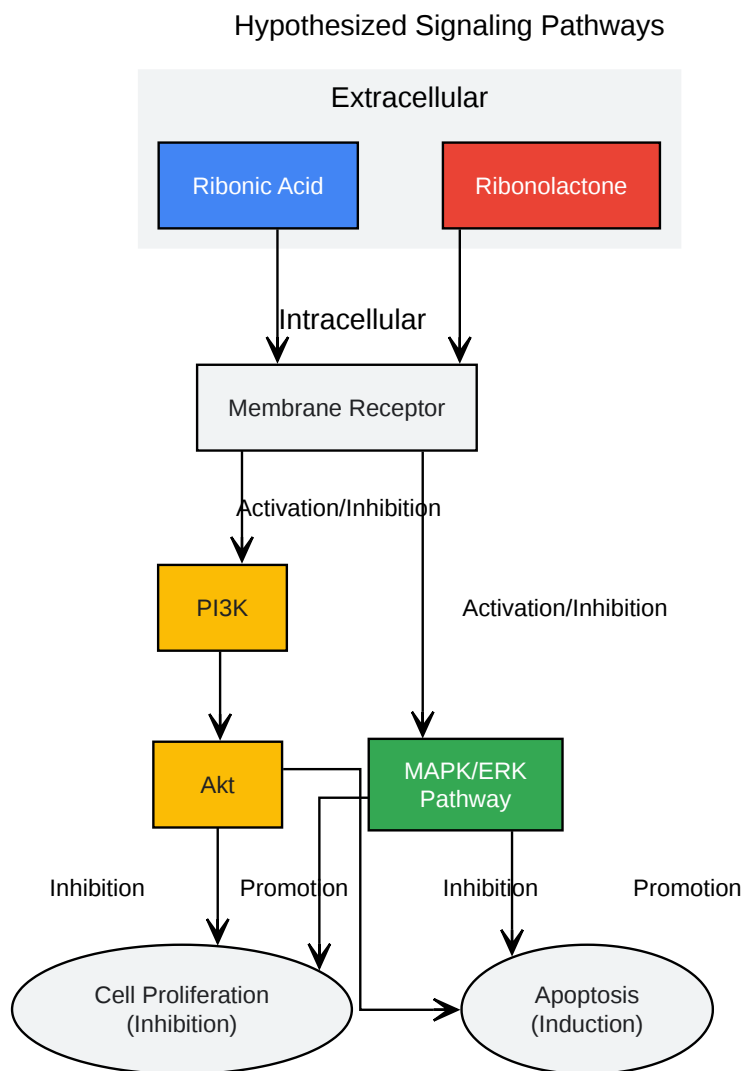 Hypothesized Signaling Pathways
Extracellular
Ribonic Acid
Ribonolactone
Intracellular
Membrane Receptor
Activation/Inhibition
PI3K
Activation/Inhibition
Akt
MAPK/ERK
Pathway
Inhibition
Promotion
Inhibition
Promotion
Cell Proliferation
(Inhibition)
Apoptosis
(Induction)